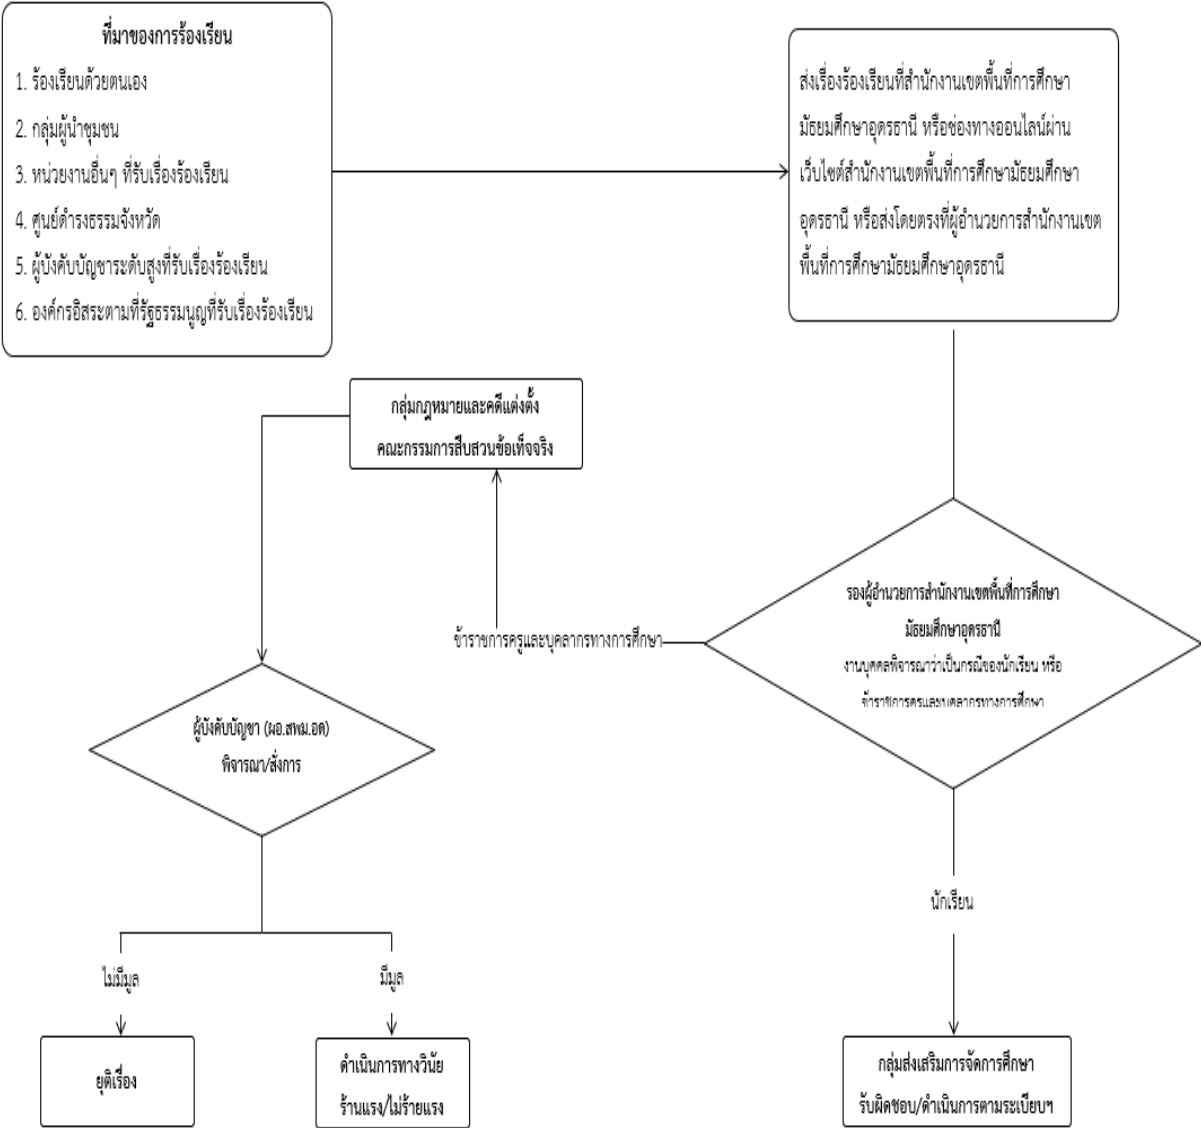 ที่มาของการร้องเรียน
1. ร้องเรียนด้วยตนเอง
2. กลุ่มผู้นำชุมชน
3. หน่วยงานอื่นๆ ที่รับเรื่องร้องเรียน
4. ศูนย์ดำรงธรรมจังหวัด
5. ผู้บังคับบัญชาระดับสูงที่รับเรื่องร้องเรียน
6. องค์กรอิสระตามที่รัฐธรรมนูญที่รับเรื่องร้องเรียน
ส่งเรื่องร้องเรียนที่สำนักงานเขตพื้นที่การศึกษา
มัธยมศึกษาอุดรธานี หรือช่องทางออนไลน์ผ่าน
เว็บไซต์สำนักงานเขตพื้นที่การศึกษามัธยมศึกษา
อุดรธานี หรือส่งโดยตรงที่ผู้อำนวยการสำนักงานเขต
พื้นที่การศึกษามัธยมศึกษาอุดรธานี
กลุ่มกฎหมายและคดีแต่งตั้ง
คณะกรรมการสืบสวนข้อเท็จจริง
รองผู้อำนวยการสำนักงานเขตพื้นที่การศึกษา
มัธยมศึกษาอุดรธานี
งานบุคคลพิจารณาว่าเป็นกรณีของนักเรียน หรือ
ข้าราชการครูและบุคลากรทางการศึกษา
ข้าราชการครูและบุคลากรทางการศึกษา
ผู้บังคับบัญชา (ผอ.สพม.อด)
พิจารณา/สั่งการ
นักเรียน
ไม่มีมูล
มีมูล
ยุติเรื่อง
ดำเนินการทางวินัย
ร้านแรง/ไม่ร้ายแรง
กลุ่มส่งเสริมการจัดการศึกษา
รับผิดชอบ/ดำเนินการตามระเบียบฯ